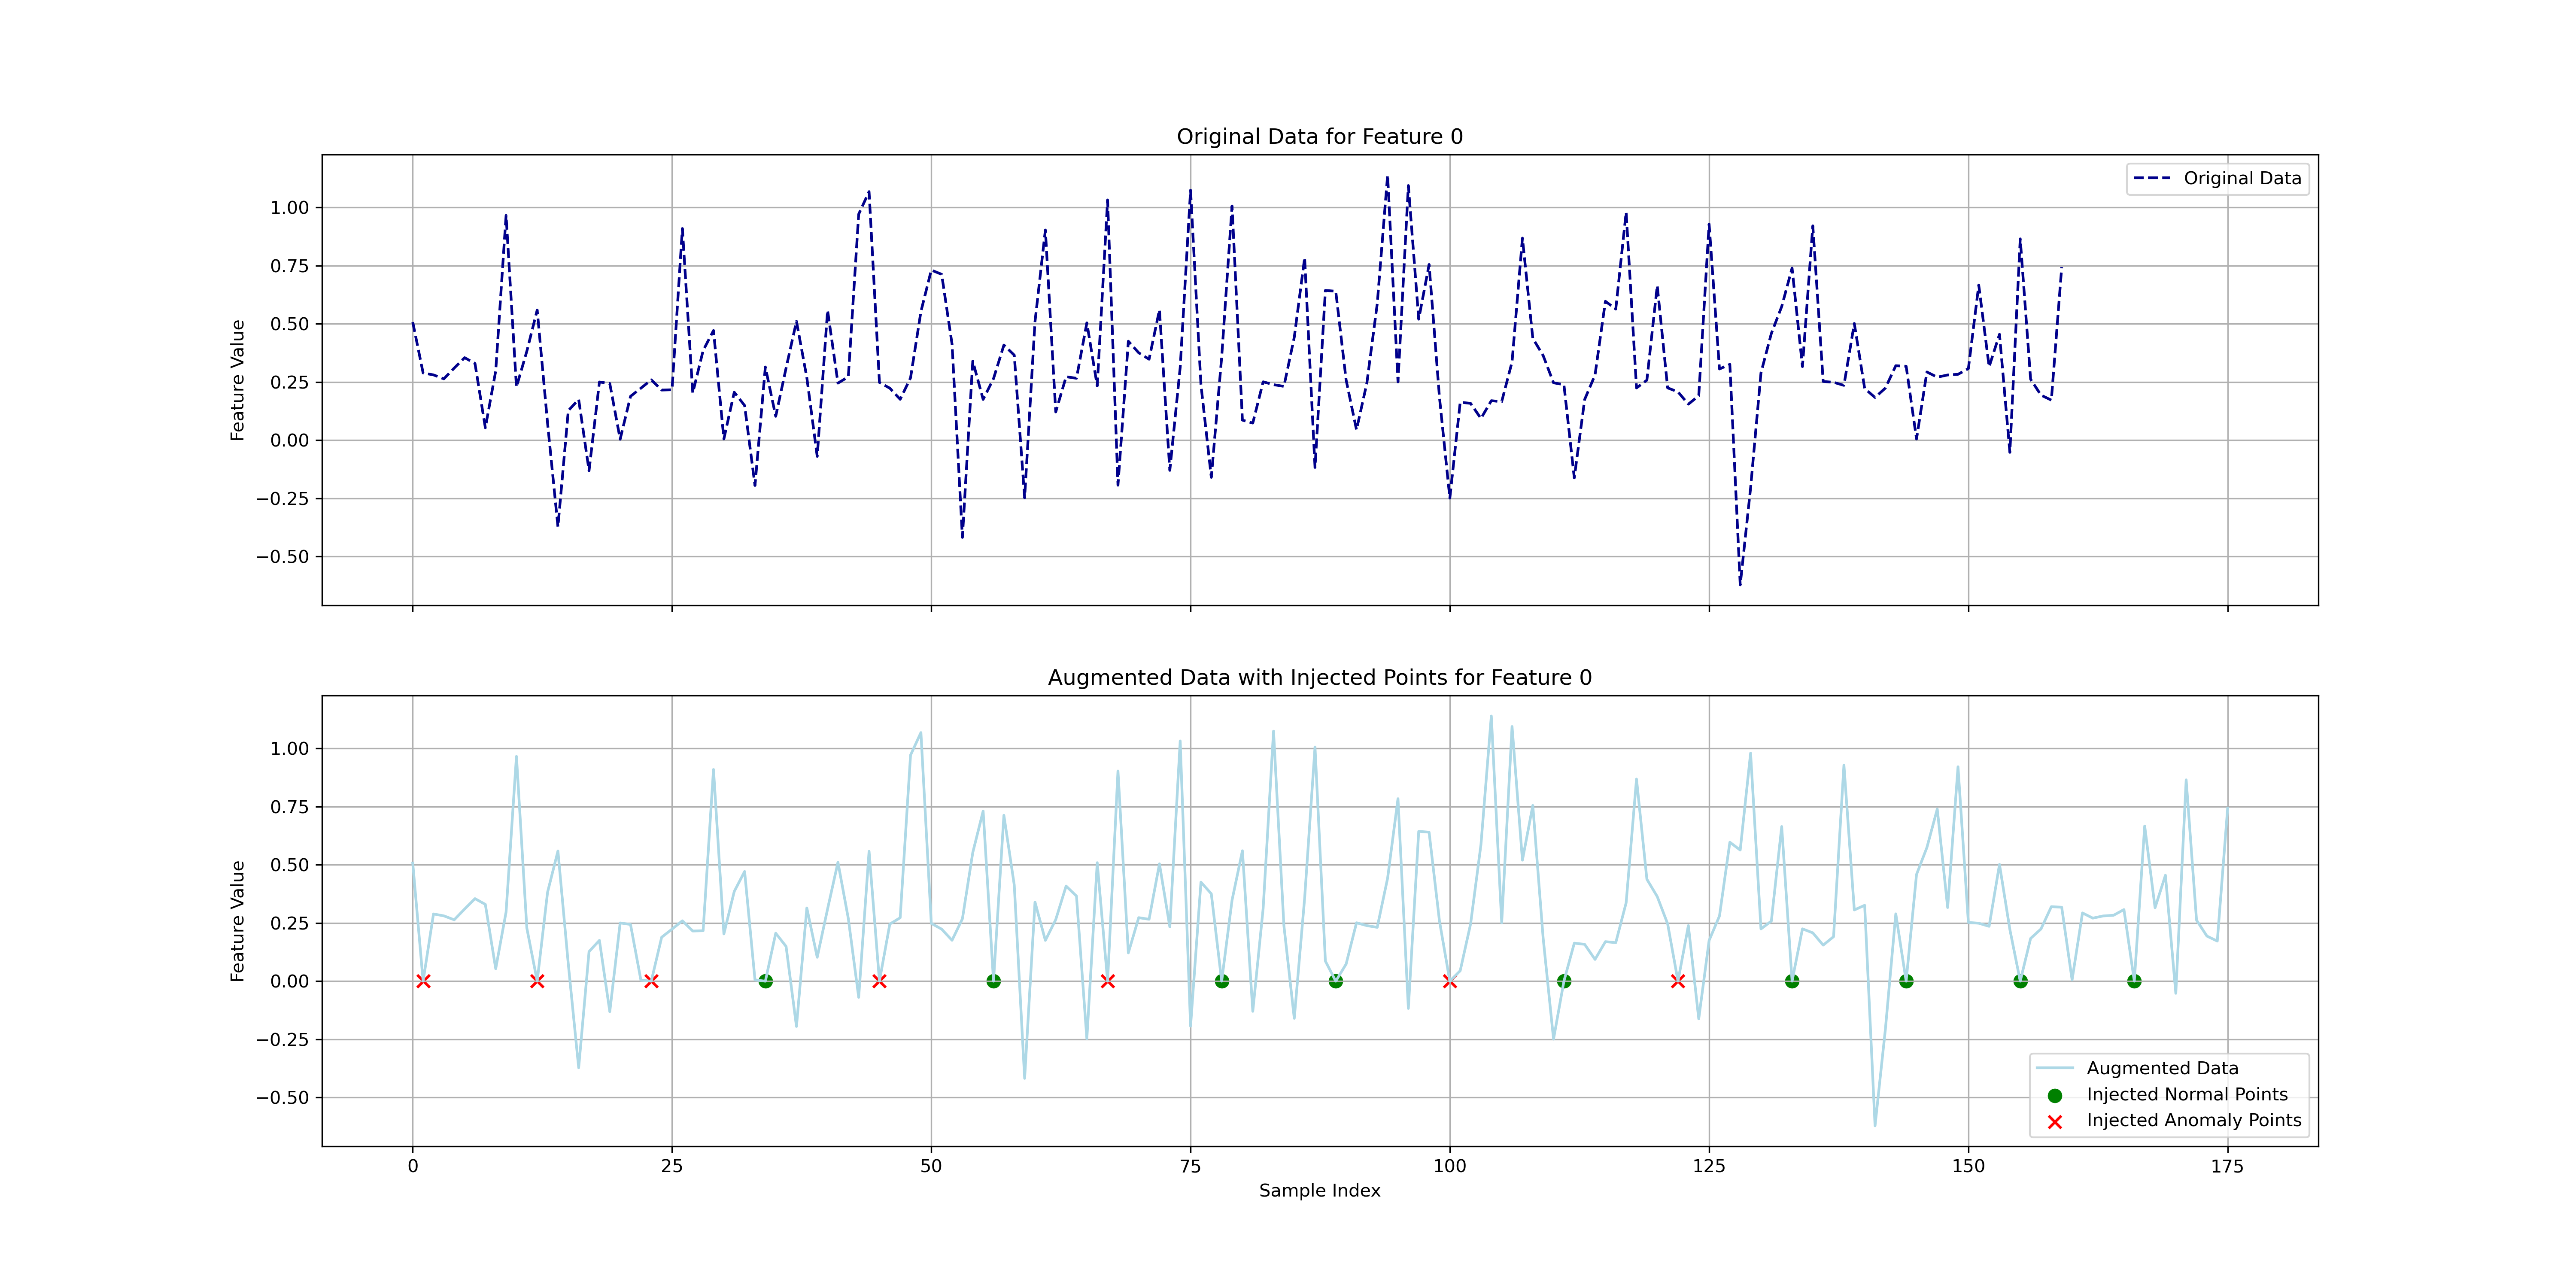 Original Data for Feature 0
Original Data
1.00
0.75
0.50
0.25
0.00
−0.25
−0.50
Feature Value
Augmented Data with Injected Points for Feature 0
1.00
0.75
0.50
0.25
0.00
−0.25
−0.50
Feature Value
Augmented Data
Injected Normal Points
Injected Anomaly Points
0 25 50 75 100 125 150 175
Sample Index